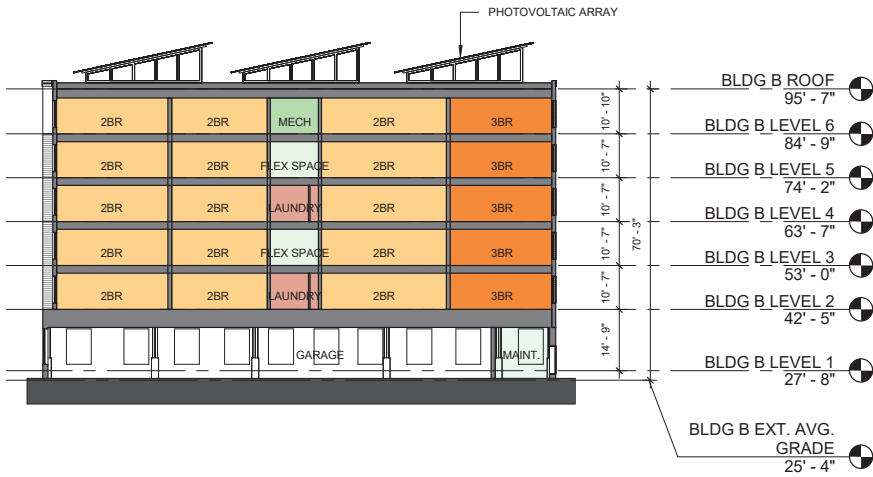 PHOTOVOLTAIC ARRAY
BLDG B ROOF
95' - 7"
10' - 10"
2BR 2BR MECH 2BR 3BR
BLDG B LEVEL 6
84' - 9"
10' - 7"
2BR 2BR FLEX SPACE 2BR 3BR
BLDG B LEVEL 5
74' - 2"
10' - 7"
2BR 2BR LAUNDRY 2BR 3BR
BLDG B LEVEL 4
63' - 7"
10' - 7"
70' - 3"
2BR 2BR FLEX SPACE 2BR 3BR
BLDG B LEVEL 3
53' - 0"
10' - 7"
2BR 2BR LAUNDRY 2BR 3BR
BLDG B LEVEL 2
42' - 5"
14' - 9"
GARAGE MAINT.
BLDG B LEVEL 1
27' - 8"
BLDG B EXT. AVG.
GRADE
25' - 4"